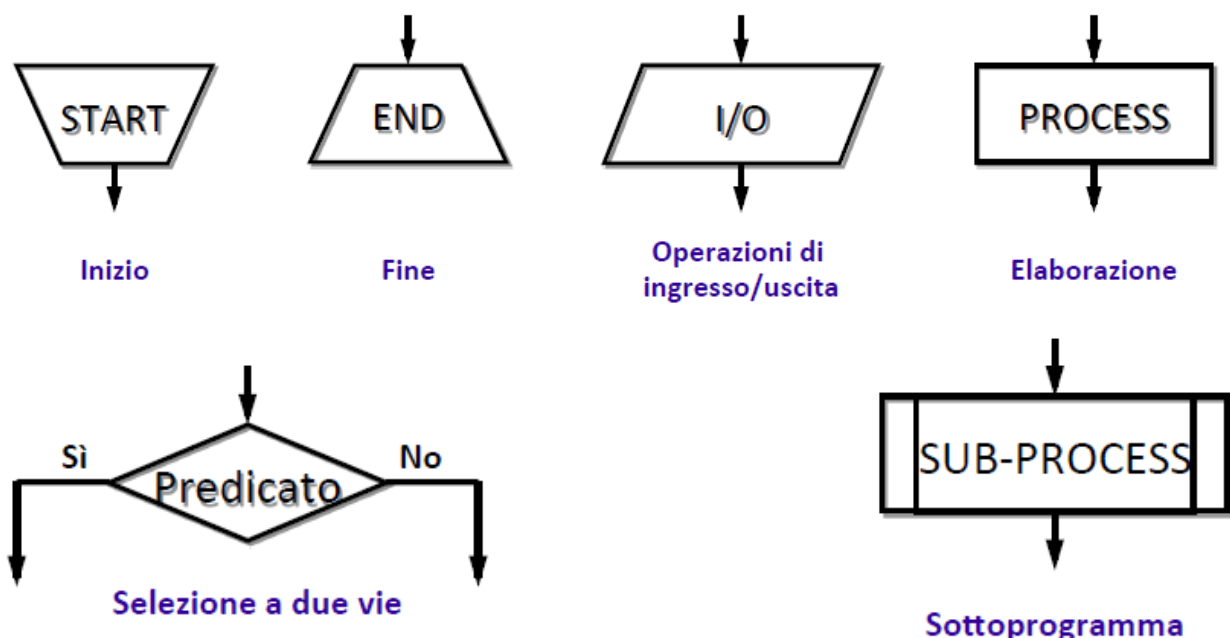 START
END
I/O
PROCESS
Inizio
Fine
Operazioni di
ingresso/uscita
Elaborazione
Sì
No
Predicato
SUB-PROCESS
Selezione a due vie
Sottoprogramma